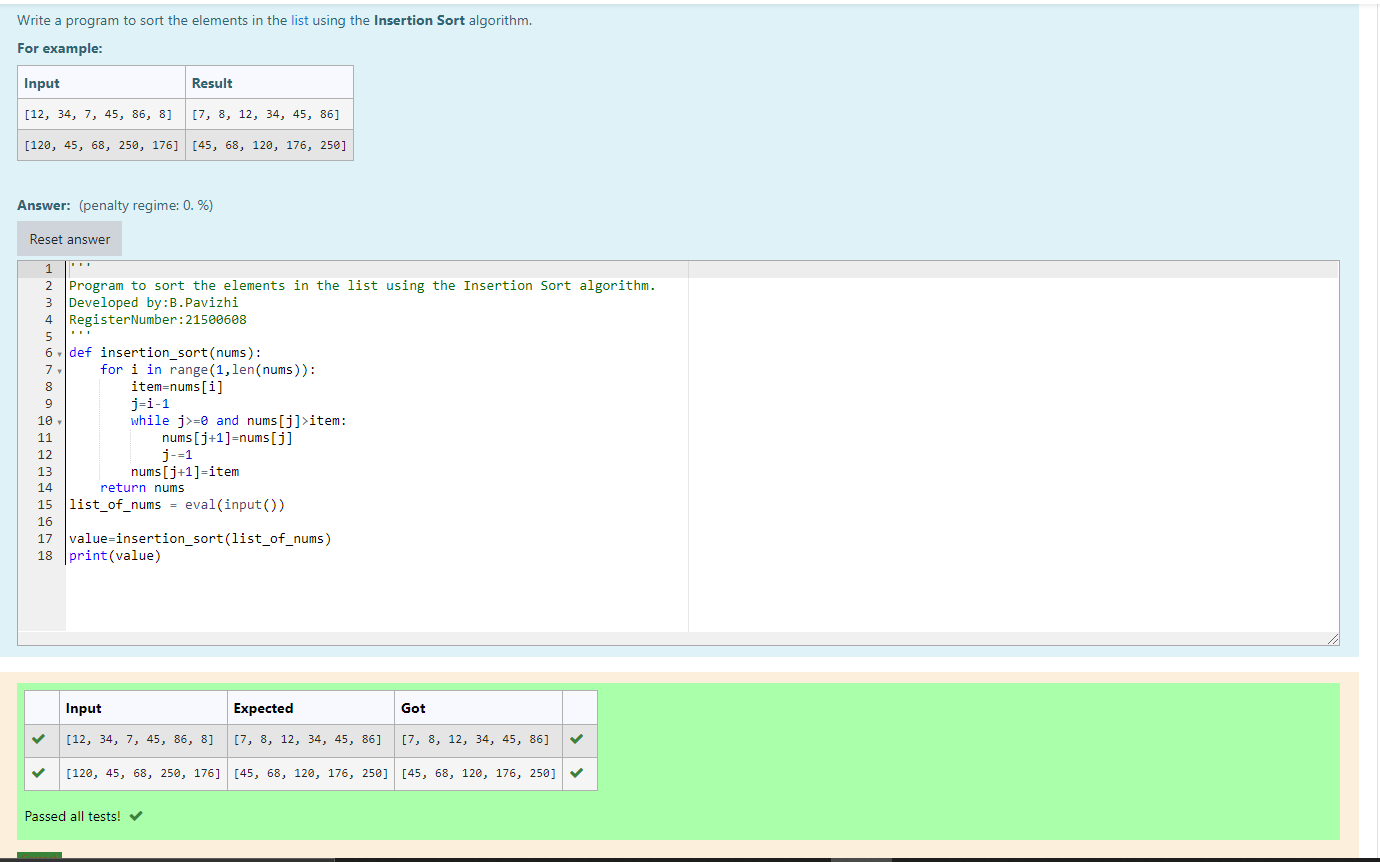 Write a program to sort the elements in the list using the Insertion Sort algorithm.
For example:
Input Result
[12, 34, 7, 45, 86, 8] [7, 8, 12, 34, 45, 86]
[120, 45, 68, 250, 176] [45, 68, 120, 176, 250]
Answer: (penalty regime: 0. %)
Reset answer
1 '''
2 Program to sort the elements in the list using the Insertion Sort algorithm.
3 Developed by:B.Pavizhi
4 RegisterNumber:21500608
5 '''
6 def insertion_sort(nums):
7     for i in range(1,len(nums)):
8         item=nums[i]
9         j=i-1
10         while j>=0 and nums[j]>item:
11             nums[j+1]=nums[j]
12             j-=1
13         nums[j+1]=item
14     return nums
15 list_of_nums = eval(input())
16
17 value=insertion_sort(list_of_nums)
18 print(value)
Input Expected Got
[12, 34, 7, 45, 86, 8] [7, 8, 12, 34, 45, 86] [7, 8, 12, 34, 45, 86]
[120, 45, 68, 250, 176] [45, 68, 120, 176, 250] [45, 68, 120, 176, 250]
Passed all tests!